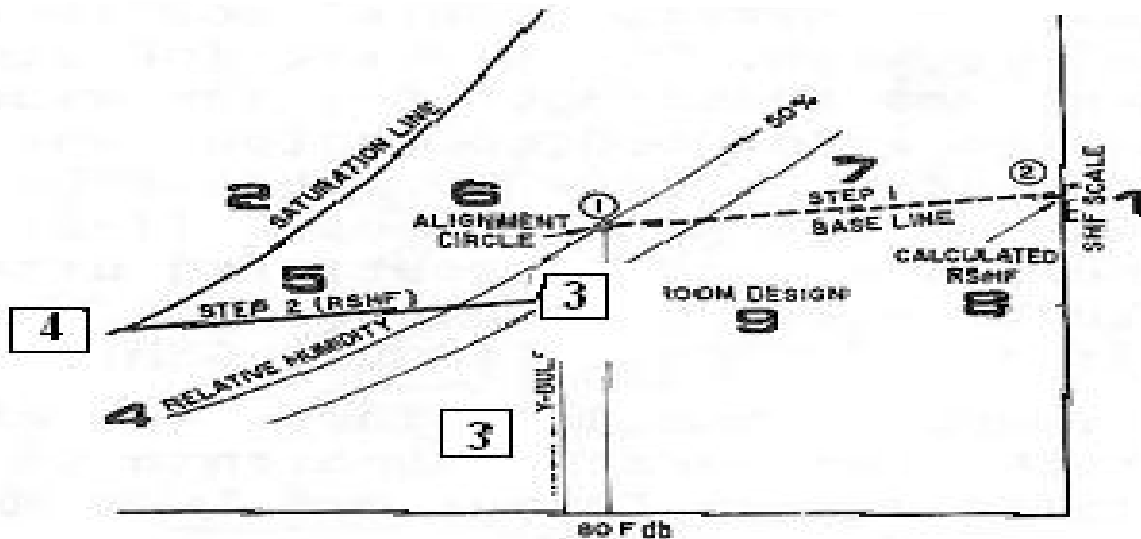 50%
7
②
2
SATURATION LINE
6
①
STEP 1
ALIGNMENT
CIRCLE
BASE LINE
SHF SCALE
1
5
CALCULATED
RSHF
STEP 2 (RSHF)
3
ROOM DESIGN
8
4
9
RELATIVE HUMIDITY
4
3
80 F db